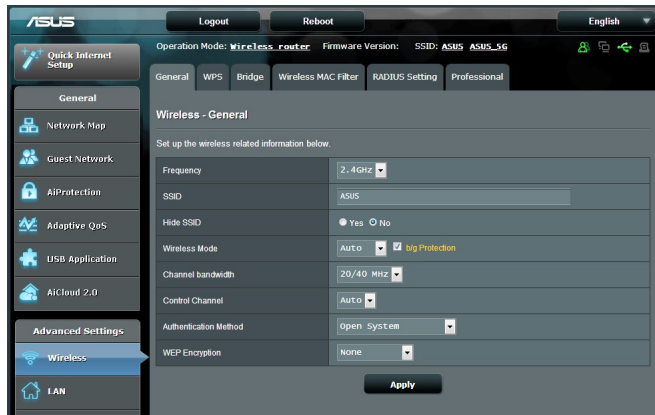 ASUS
Logout
Reboot
English
Quick Internet Setup
Operation Mode: Wireless router Firmware Version: SSID: ASUS ASUS_5G
General WPS Bridge Wireless MAC Filter RADIUS Setting Professional
General
Network Map
Guest Network
AiProtection
Adaptive QoS
USB Application
AiCloud 2.0
Advanced Settings
Wireless
LAN
Wireless - General
Set up the wireless related information below.
Frequency 2.4GHz
SSID ASUS
Hide SSID Yes No
Wireless Mode Auto b/g Protection
Channel bandwidth 20/40 MHz
Control Channel Auto
Authentication Method Open System
WEP Encryption None
Apply